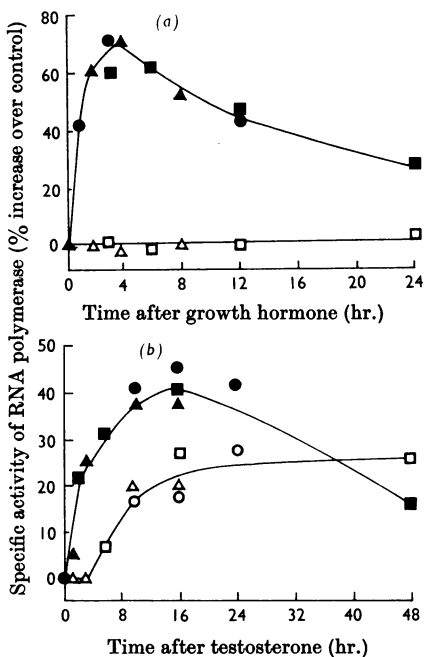 Specific activity of RNA polymerase (% increase over control)
(a)
80
60
40
20
0
0 4 8 12 16 20 24
Time after growth hormone (hr.)
(b)
50
40
30
20
10
0
0 8 16 24 32 40 48
Time after testosterone (hr.)